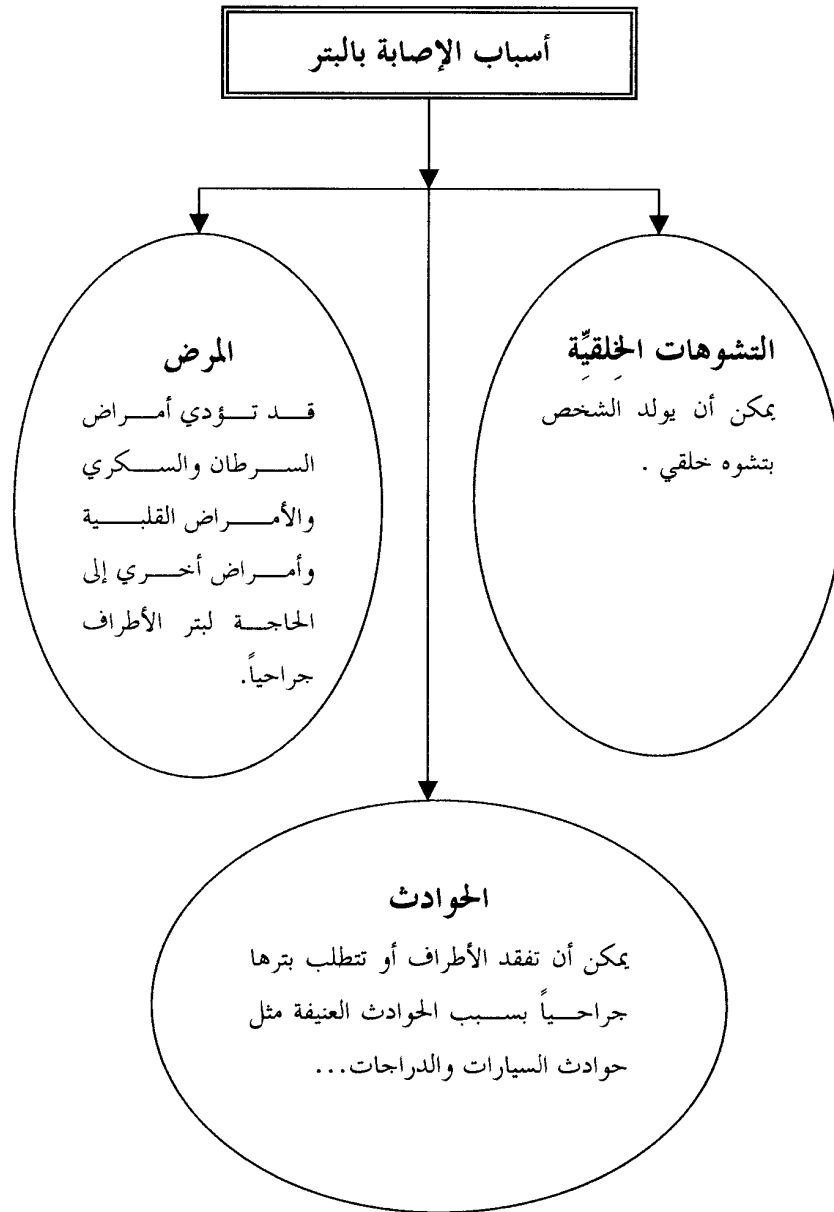 أسباب الإصابة بالبتر
التشوهات الخِلقيِّة
يمكن أن يولد الشخص
بتشوه خلقي .
المرض
قد تؤدي أمراض
السرطان والسكري
والأمراض القلبية
وأمراض أخري إلى
الحاجة لبتر الأطراف
جراحياً.
الحوادث
يمكن أن تفقد الأطراف أو تتطلب بترها
جراحياً بسبب الحوادث العنيفة مثل
حوادث السيارات والدراجات...